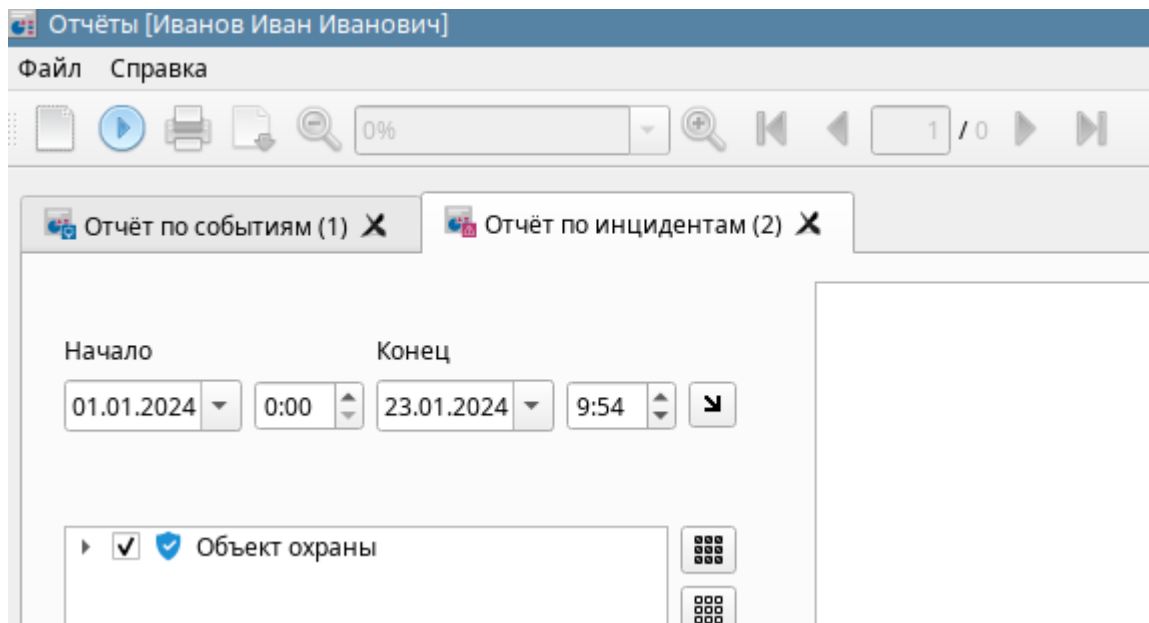 Отчёты [Иванов Иван Иванович]
Файл Справка
0% 1 / 0
Отчёт по событиям (1) Отчёт по инцидентам (2)
Начало Конец
01.01.2024 0:00 23.01.2024 9:54
Объект охраны